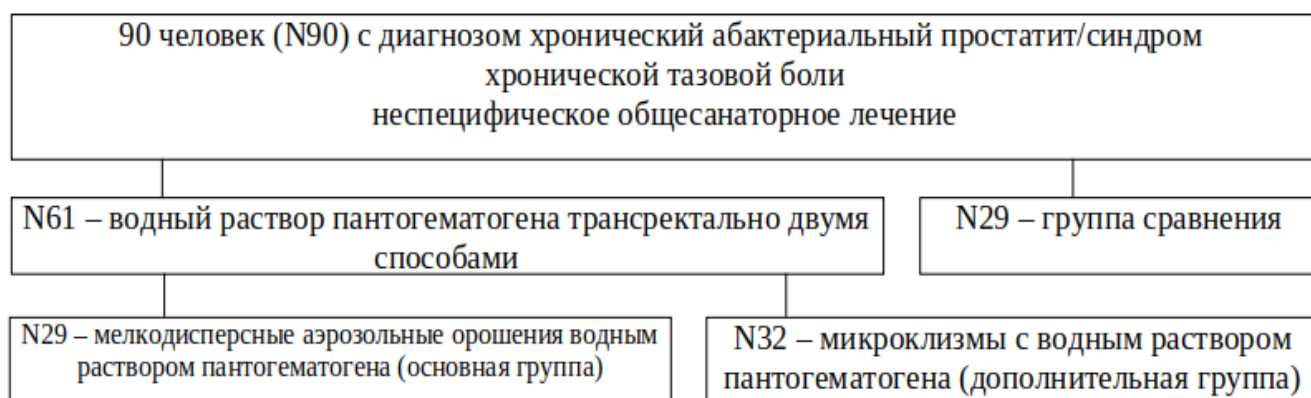 90 человек (N90) с диагнозом хронический абактериальный простатит/синдром
хронической тазовой боли
неспецифическое общесанаторное лечение
N61 – водный раствор пантогематогена трансректально двумя
способами
N29 – группа сравнения
N29 – мелкодисперсные аэрозольные орошения водным
раствором пантогематогена (основная группа)
N32 – микроклизмы с водным раствором
пантогематогена (дополнительная группа)